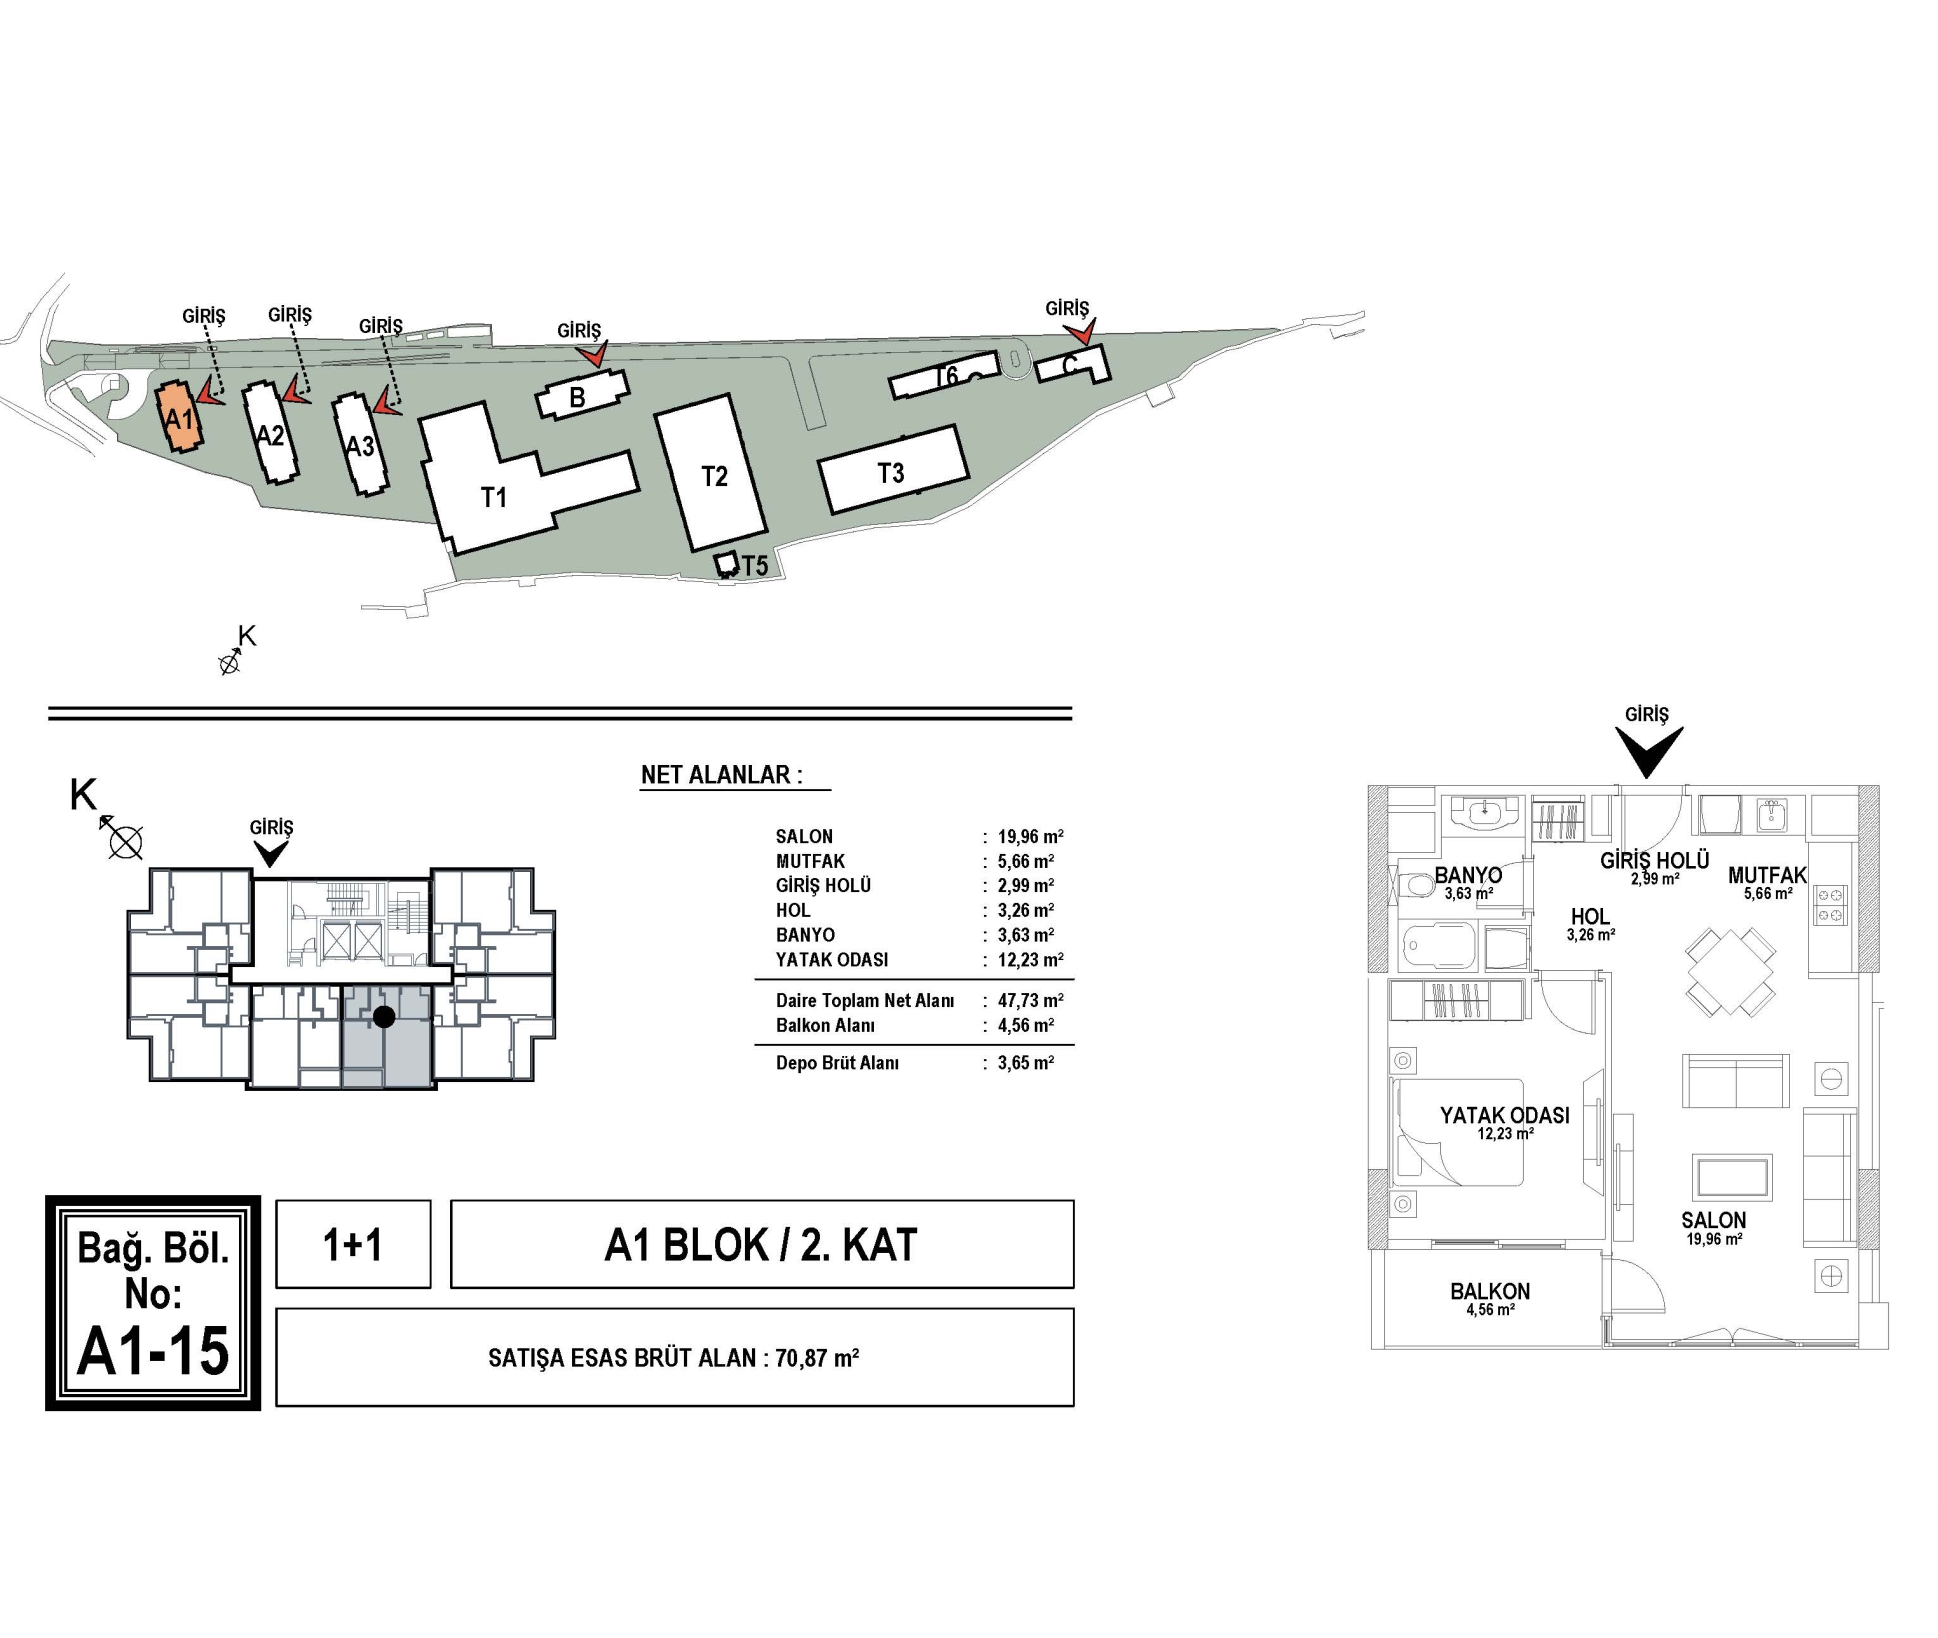 GİRİŞ
GİRİŞ
GİRİŞ
GİRİŞ
GİRİŞ
A1
A2
A3
B
T6
C
T1
T2
T3
T5
K
NET ALANLAR :
SALON : 19,96 m²
MUTFAK : 5,66 m²
GİRİŞ HOLÜ : 2,99 m²
HOL : 3,26 m²
BANYO : 3,63 m²
YATAK ODASI : 12,23 m²
Daire Toplam Net Alanı : 47,73 m²
Balkon Alanı : 4,56 m²
Depo Brüt Alanı : 3,65 m²
K
GİRİŞ
Bağ. Böl.
No:
A1-15
1+1
A1 BLOK / 2. KAT
SATIŞA ESAS BRÜT ALAN : 70,87 m²
GİRİŞ
GİRİŞ HOLÜ
2,99 m²
BANYO
3,63 m²
MUTFAK
5,66 m²
HOL
3,26 m²
YATAK ODASI
12,23 m²
SALON
19,96 m²
BALKON
4,56 m²